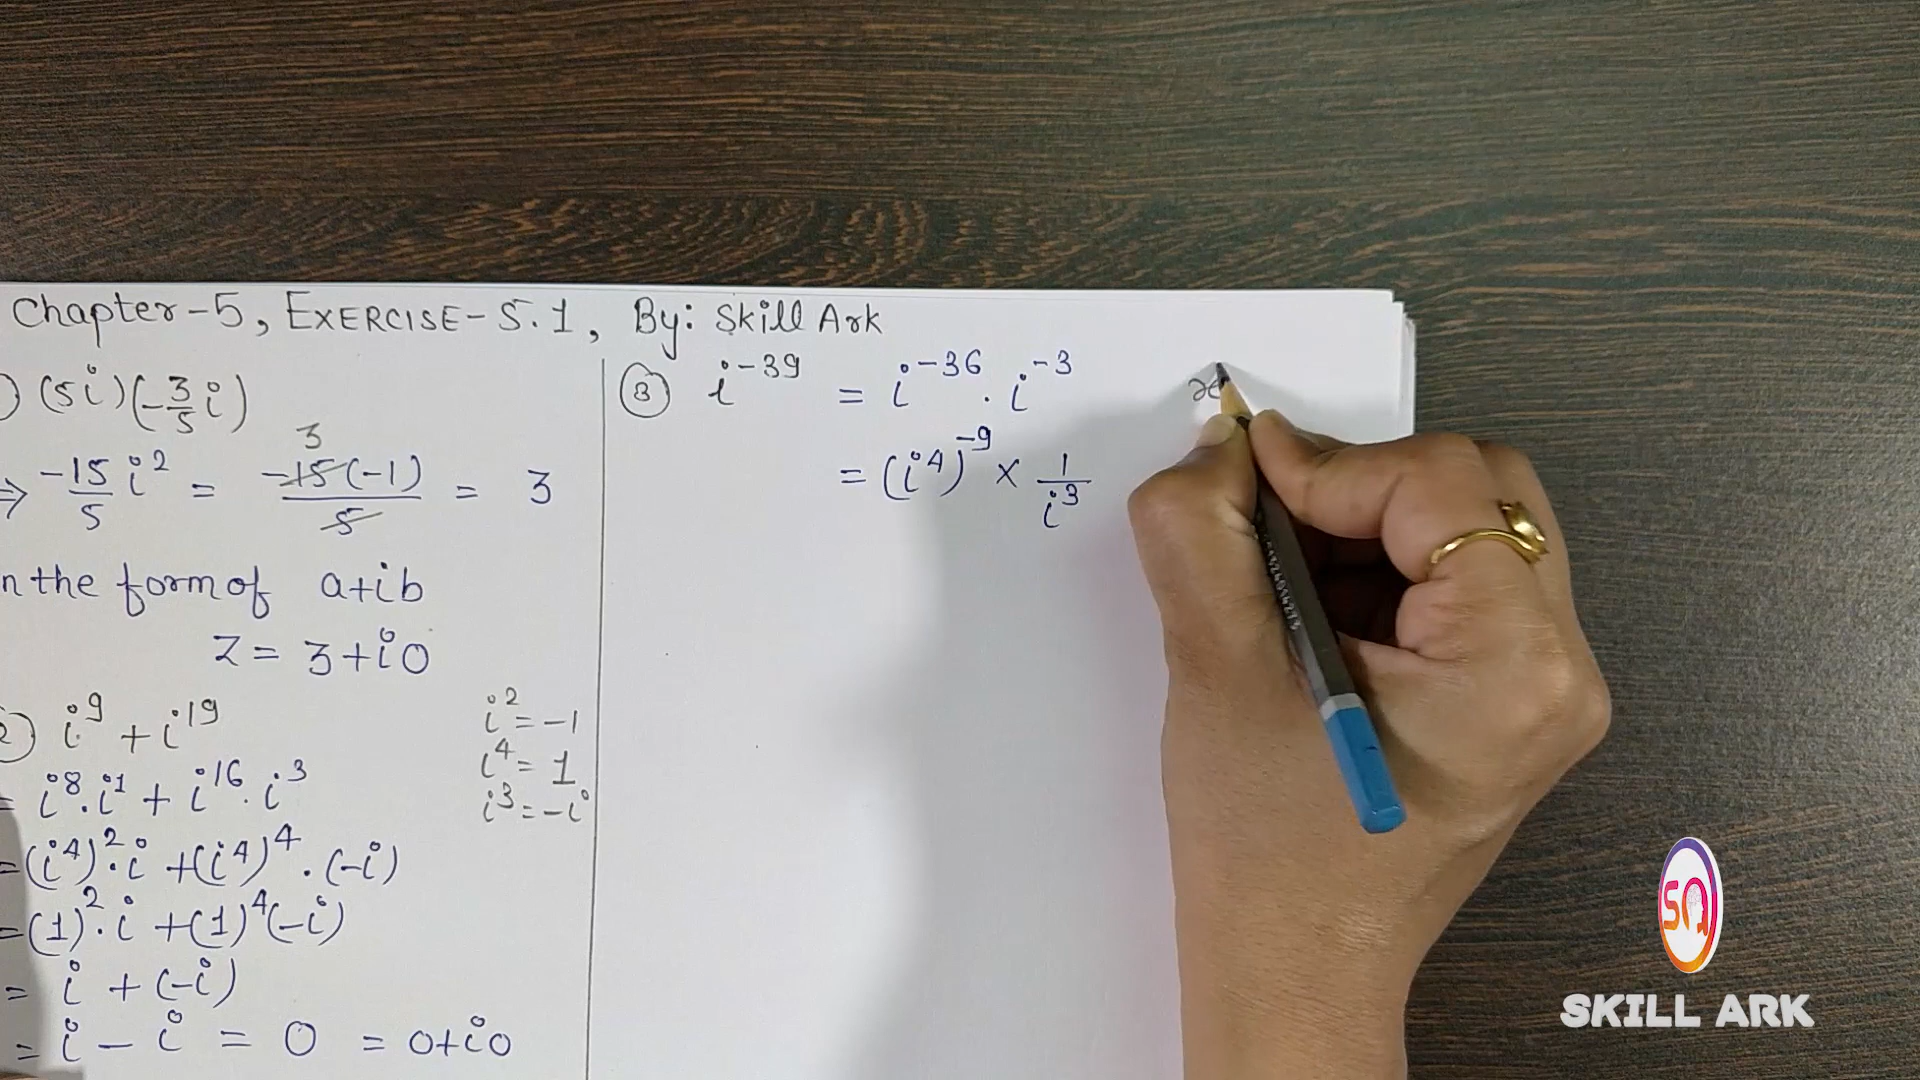 Chapter-5, EXERCISE-5.1, By: Skill Ark
(5i)(-3/5 i)
⇒ -15/5 i² = -15(-1)/5 = 3
3
n the form of a+ib
Z = 3+i0
2) i⁹ + i¹⁹
= i⁸.i¹ + i¹⁶.i³
= (i⁴)².i + (i⁴)⁴.(-i)
= (1)².i + (1)⁴(-i)
= i + (-i)
= i - i = 0 = 0+i0
i² = -1
i⁴ = 1
i³ = -i
③ i⁻³⁹ = i⁻³⁶ . i⁻³
= (i⁴)⁻⁹ × 1/i³
SKILL ARK